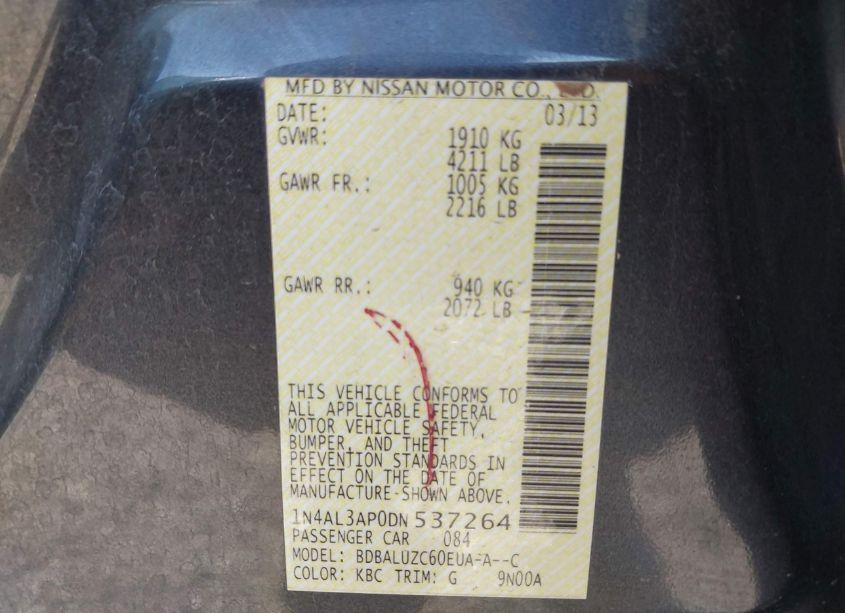 MFD BY NISSAN MOTOR CO., LTD.
DATE: 03/13
GVWR: 1910 KG
4211 LB
GAWR FR.: 1005 KG
2216 LB
GAWR RR.: 940 KG
2072 LB
THIS VEHICLE CONFORMS TO
ALL APPLICABLE FEDERAL
MOTOR VEHICLE SAFETY,
BUMPER, AND THEFT
PREVENTION STANDARDS IN
EFFECT ON THE DATE OF
MANUFACTURE SHOWN ABOVE.
1N4AL3AP0DN 537264
PASSENGER CAR 084
MODEL: BDBALUZC60EUA-A--C
COLOR: KBC TRIM: G 9N00A